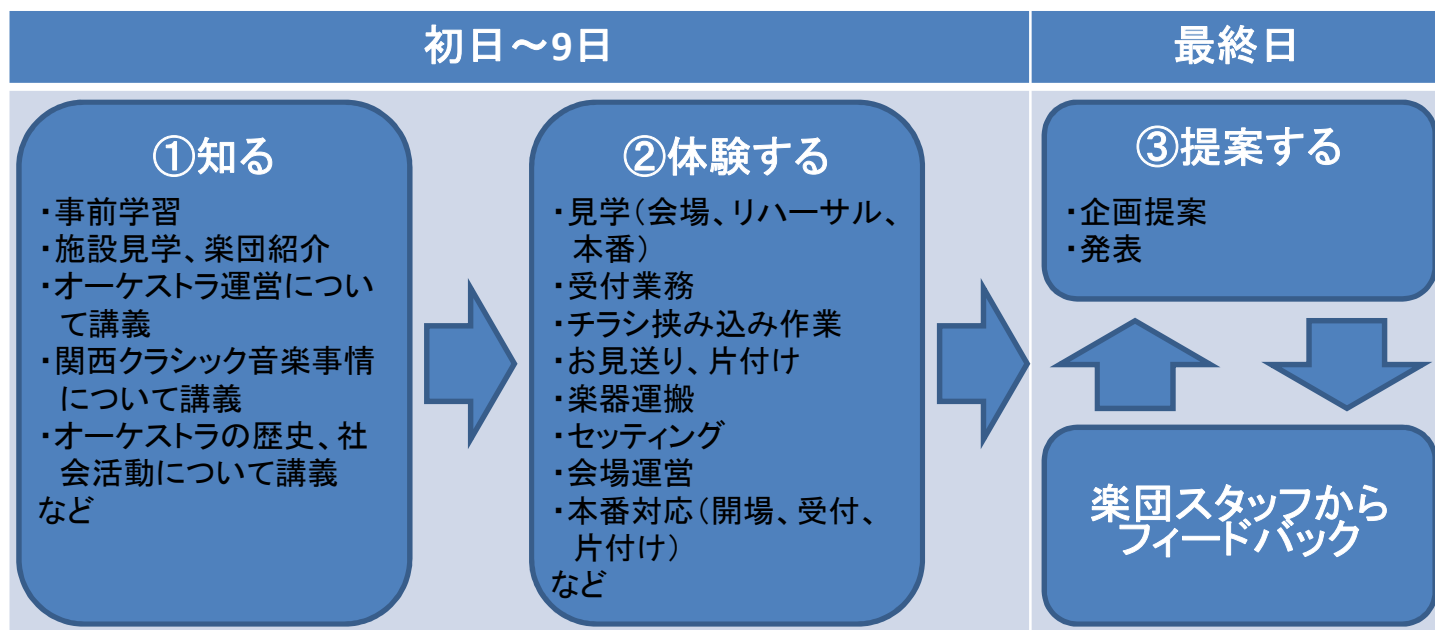 初日～9日
最終日
①知る
・事前学習
・施設見学、楽団紹介
・オーケストラ運営につい
て講義
・関西クラシック音楽事情
について講義
・オーケストラの歴史、社
会活動について講義
など
②体験する
・見学（会場、リハーサル、
本番）
・受付業務
・チラシ挟み込み作業
・お見送り、片付け
・楽器運搬
・セッティング
・会場運営
・本番対応（開場、受付、
片付け）
など
③提案する
・企画提案
・発表
楽団スタッフから
フィードバック